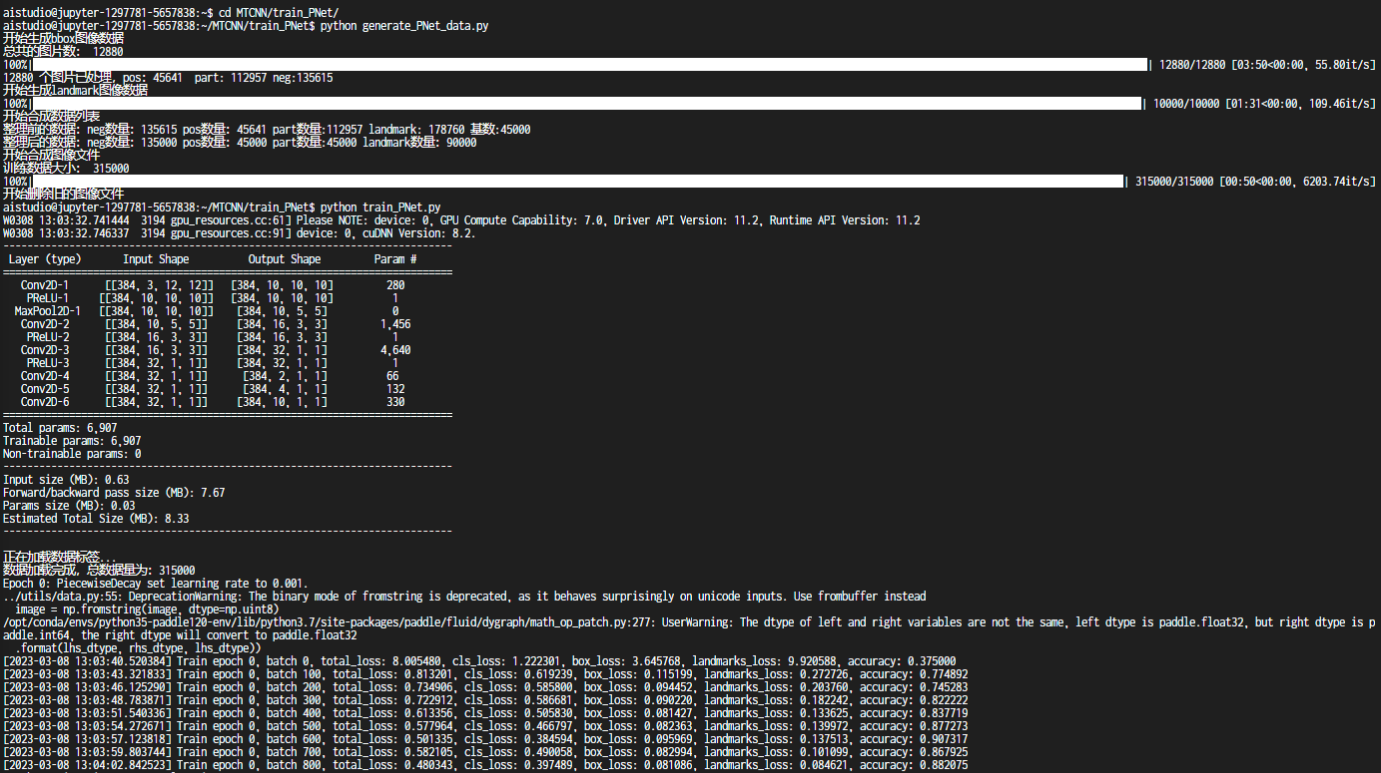 aistudio@jupyter-1297781-5657838:~$ cd MTCNN/train_PNet/
aistudio@jupyter-1297781-5657838:~/MTCNN/train_PNet$ python generate_PNet_data.py
开始生成bbox图像数据
总共的图片数: 12880
100%| | 12880/12880 [03:50<00:00, 55.80it/s]
12880 个图片已处理, pos: 45641 part: 112957 neg:135615
开始生成landmark图像数据
100%| | 10000/10000 [01:31<00:00, 109.46it/s]
开始合成数据列表
整理前的数据: neg数量: 135615 pos数量: 45641 part数量:112957 landmark: 178760 基数:45000
整理后的数据: neg数量: 135000 pos数量: 45000 part数量:45000 landmark数量: 90000
开始合成图像文件
训练数据大小: 315000
100%| | 315000/315000 [00:50<00:00, 6203.74it/s]
开始删除旧的图像文件
aistudio@jupyter-1297781-5657838:~/MTCNN/train_PNet$ python train_PNet.py
W0308 13:03:32.741444 3194 gpu_resources.cc:61] Please NOTE: device: 0, GPU Compute Capability: 7.0, Driver API Version: 11.2, Runtime API Version: 11.2
W0308 13:03:32.746337 3194 gpu_resources.cc:91] device: 0, cuDNN Version: 8.2.
---------------------------------------------------------------------------
Layer (type) Input Shape Output Shape Param #
===========================================================================
Conv2D-1 [[384, 3, 12, 12]] [384, 10, 10, 10] 280
PReLU-1 [[384, 10, 10, 10]] [384, 10, 10, 10] 1
MaxPool2D-1 [[384, 10, 10, 10]] [384, 10, 5, 5] 0
Conv2D-2 [[384, 10, 5, 5]] [384, 16, 3, 3] 1,456
PReLU-2 [[384, 16, 3, 3]] [384, 16, 3, 3] 1
Conv2D-3 [[384, 16, 3, 3]] [384, 32, 1, 1] 4,640
PReLU-3 [[384, 32, 1, 1]] [384, 32, 1, 1] 1
Conv2D-4 [[384, 32, 1, 1]] [384, 2, 1, 1] 66
Conv2D-5 [[384, 32, 1, 1]] [384, 4, 1, 1] 132
Conv2D-6 [[384, 32, 1, 1]] [384, 10, 1, 1] 330
===========================================================================
Total params: 6,907
Trainable params: 6,907
Non-trainable params: 0
---------------------------------------------------------------------------
Input size (MB): 0.63
Forward/backward pass size (MB): 7.67
Params size (MB): 0.03
Estimated Total Size (MB): 8.33
---------------------------------------------------------------------------
正在加载数据标签...
数据加载完成, 总数据量为: 315000
Epoch 0: PiecewiseDecay set learning rate to 0.001.
../utils/data.py:55: DeprecationWarning: The binary mode of fromstring is deprecated, as it behaves surprisingly on unicode inputs. Use frombuffer instead
image = np.fromstring(image, dtype=np.uint8)
/opt/conda/envs/python35-paddle120-env/lib/python3.7/site-packages/paddle/fluid/dygraph/math_op_patch.py:277: UserWarning: The dtype of left and right variables are not the same, left dtype is paddle.float32, but right dtype is p
addle.int64, the right dtype will convert to paddle.float32
.format(lhs_dtype, rhs_dtype, lhs_dtype))
[2023-03-08 13:03:40.520384] Train epoch 0, batch 0, total_loss: 8.005480, cls_loss: 1.222301, box_loss: 3.645768, landmarks_loss: 9.920588, accuracy: 0.375000
[2023-03-08 13:03:43.321833] Train epoch 0, batch 100, total_loss: 0.813201, cls_loss: 0.619239, box_loss: 0.115199, landmarks_loss: 0.272726, accuracy: 0.774892
[2023-03-08 13:03:46.125290] Train epoch 0, batch 200, total_loss: 0.734906, cls_loss: 0.585800, box_loss: 0.094452, landmarks_loss: 0.203760, accuracy: 0.745283
[2023-03-08 13:03:48.783871] Train epoch 0, batch 300, total_loss: 0.722912, cls_loss: 0.586681, box_loss: 0.090220, landmarks_loss: 0.182242, accuracy: 0.822222
[2023-03-08 13:03:51.540336] Train epoch 0, batch 400, total_loss: 0.613356, cls_loss: 0.505830, box_loss: 0.081427, landmarks_loss: 0.133625, accuracy: 0.837719
[2023-03-08 13:03:54.272671] Train epoch 0, batch 500, total_loss: 0.577964, cls_loss: 0.466797, box_loss: 0.082363, landmarks_loss: 0.139972, accuracy: 0.877273
[2023-03-08 13:03:57.123818] Train epoch 0, batch 600, total_loss: 0.501335, cls_loss: 0.384594, box_loss: 0.095969, landmarks_loss: 0.137513, accuracy: 0.907317
[2023-03-08 13:03:59.803744] Train epoch 0, batch 700, total_loss: 0.582105, cls_loss: 0.490058, box_loss: 0.082994, landmarks_loss: 0.101099, accuracy: 0.867925
[2023-03-08 13:04:02.842523] Train epoch 0, batch 800, total_loss: 0.480343, cls_loss: 0.397489, box_loss: 0.081086, landmarks_loss: 0.084621, accuracy: 0.882075